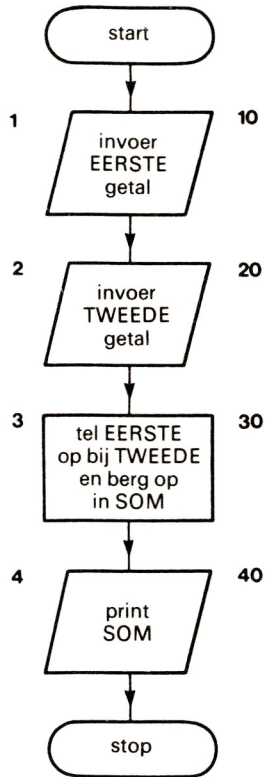 start
1
10
invoer
EERSTE
getal
2
20
invoer
TWEEDE
getal
3
30
tel EERSTE
op bij TWEEDE
en berg op
in SOM
4
40
print
SOM
stop